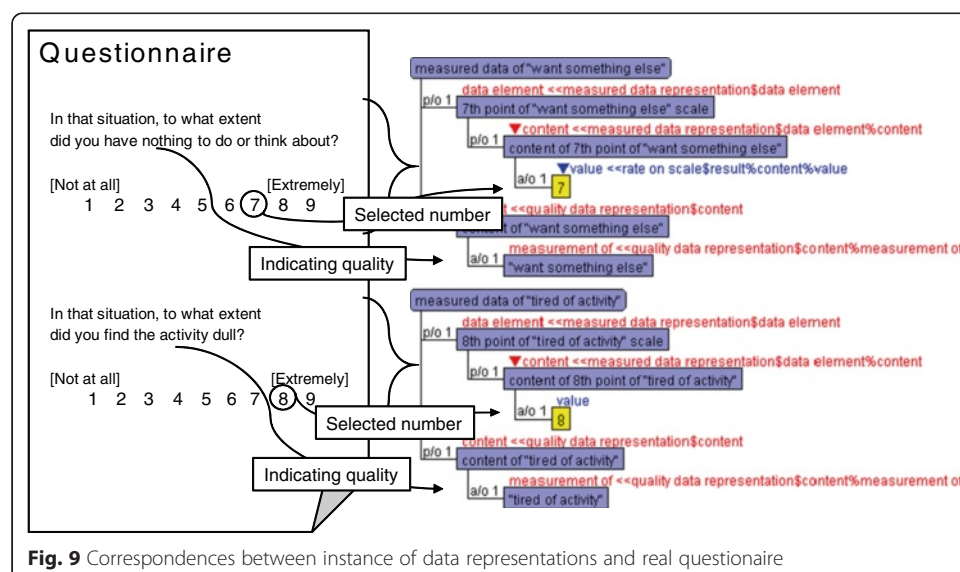 Questionnaire
In that situation, to what extent
did you have nothing to do or think about?
[Not at all] [Extremely]
1 2 3 4 5 6 7 8 9
Selected number
Indicating quality
In that situation, to what extent
did you find the activity dull?
[Not at all] [Extremely]
1 2 3 4 5 6 7 8 9
Selected number
Indicating quality
measured data of "want something else"
data element <<measured data representation$data element
p/o 1 7th point of "want something else" scale
▼content <<measured data representation$data element%content
p/o 1 content of 7th point of "want something else"
▼value <<rate on scale$result%content%value
a/o 1 7
<<quality data representation$content
of "want something else"
measurement of <<quality data representation$content%measurement of
a/o 1 "want something else"
measured data of "tired of activity"
data element <<measured data representation$data element
p/o 1 8th point of "tired of activity" scale
▼content <<measured data representation$data element%content
p/o 1 content of 8th point of "tired of activity"
value
a/o 1 8
content <<quality data representation$content
p/o 1 content of "tired of activity"
measurement of <<quality data representation$content%measurement of
a/o 1 "tired of activity"
Fig. 9 Correspondences between instance of data representations and real questionaire